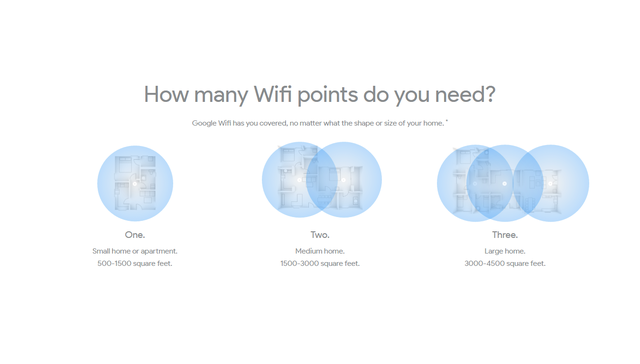 How many Wifi points do you need?
Google Wifi has you covered, no matter what the shape or size of your home. *
One.
Small home or apartment.
500-1500 square feet.
Two.
Medium home.
1500-3000 square feet.
Three.
Large home.
3000-4500 square feet.